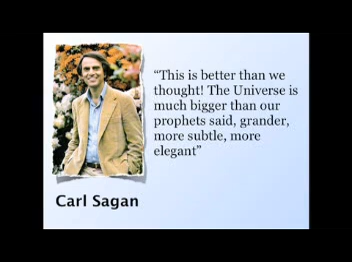 “This is better than we
thought! The Universe is
much bigger than our
prophets said, grander,
more subtle, more
elegant”
Carl Sagan